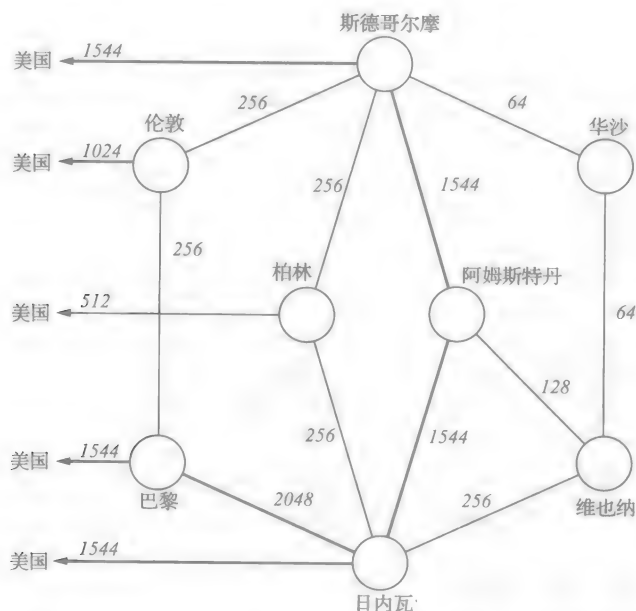 斯德哥尔摩
美国 1544
256
64
伦敦
华沙
美国 1024
256
1544
256
柏林
阿姆斯特丹
美国 512
64
128
256
1544
美国 1544
巴黎
2048
256
维也纳
美国 1544
日内瓦